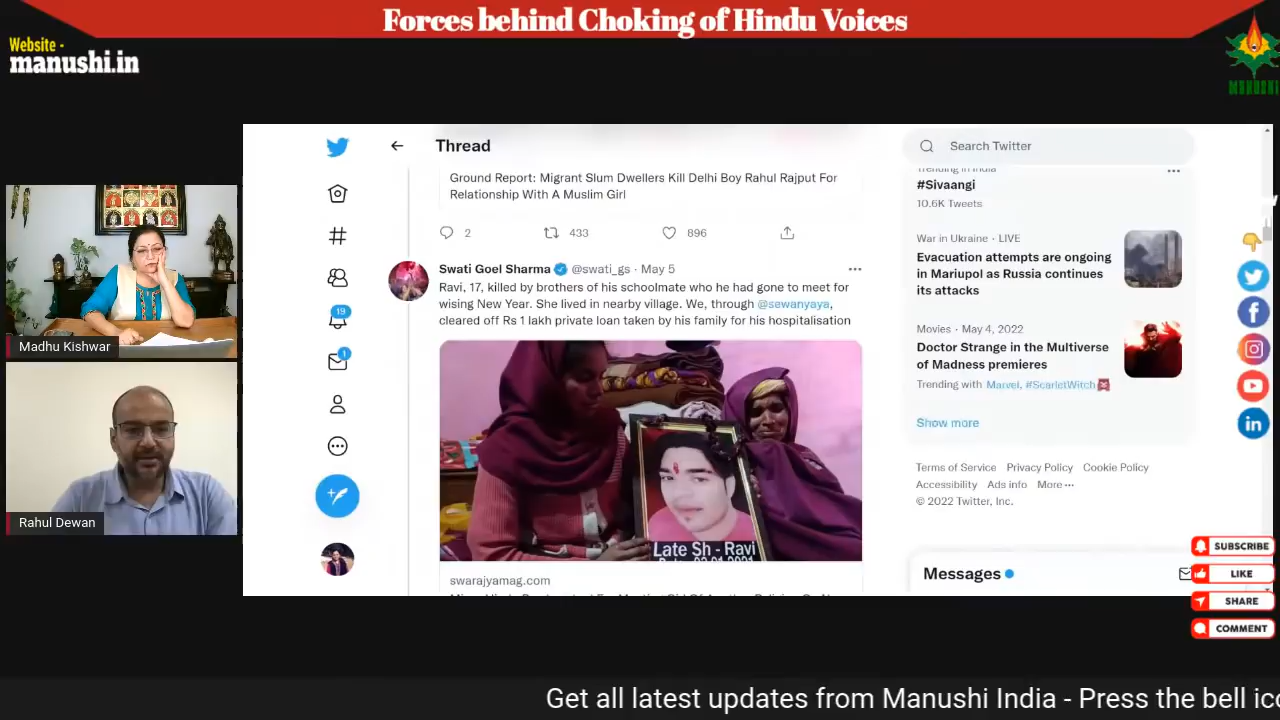 Forces behind Choking of Hindu Voices
Website -
manushi.in
MANUSHI
Madhu Kishwar
Rahul Dewan
19
1
Thread
Ground Report: Migrant Slum Dwellers Kill Delhi Boy Rahul Rajput For
Relationship With A Muslim Girl
2 433 896
Swati Goel Sharma @swati_gs · May 5
Ravi, 17, killed by brothers of his schoolmate who he had gone to meet for
wising New Year. She lived in nearby village. We, through @sewanyaya,
cleared off Rs 1 lakh private loan taken by his family for his hospitalisation
Late Sh - Ravi
swarajyamag.com
Search Twitter
Trending in India
#Sivaangi
10.6K Tweets
War in Ukraine · LIVE
Evacuation attempts are ongoing
in Mariupol as Russia continues
its attacks
Movies · May 4, 2022
Doctor Strange in the Multiverse
of Madness premieres
Trending with Marvel, #ScarletWitch
Show more
Terms of Service Privacy Policy Cookie Policy
Accessibility Ads info More ···
© 2022 Twitter, Inc.
Messages
SUBSCRIBE
LIKE
SHARE
COMMENT
Get all latest updates from Manushi India - Press the bell ico